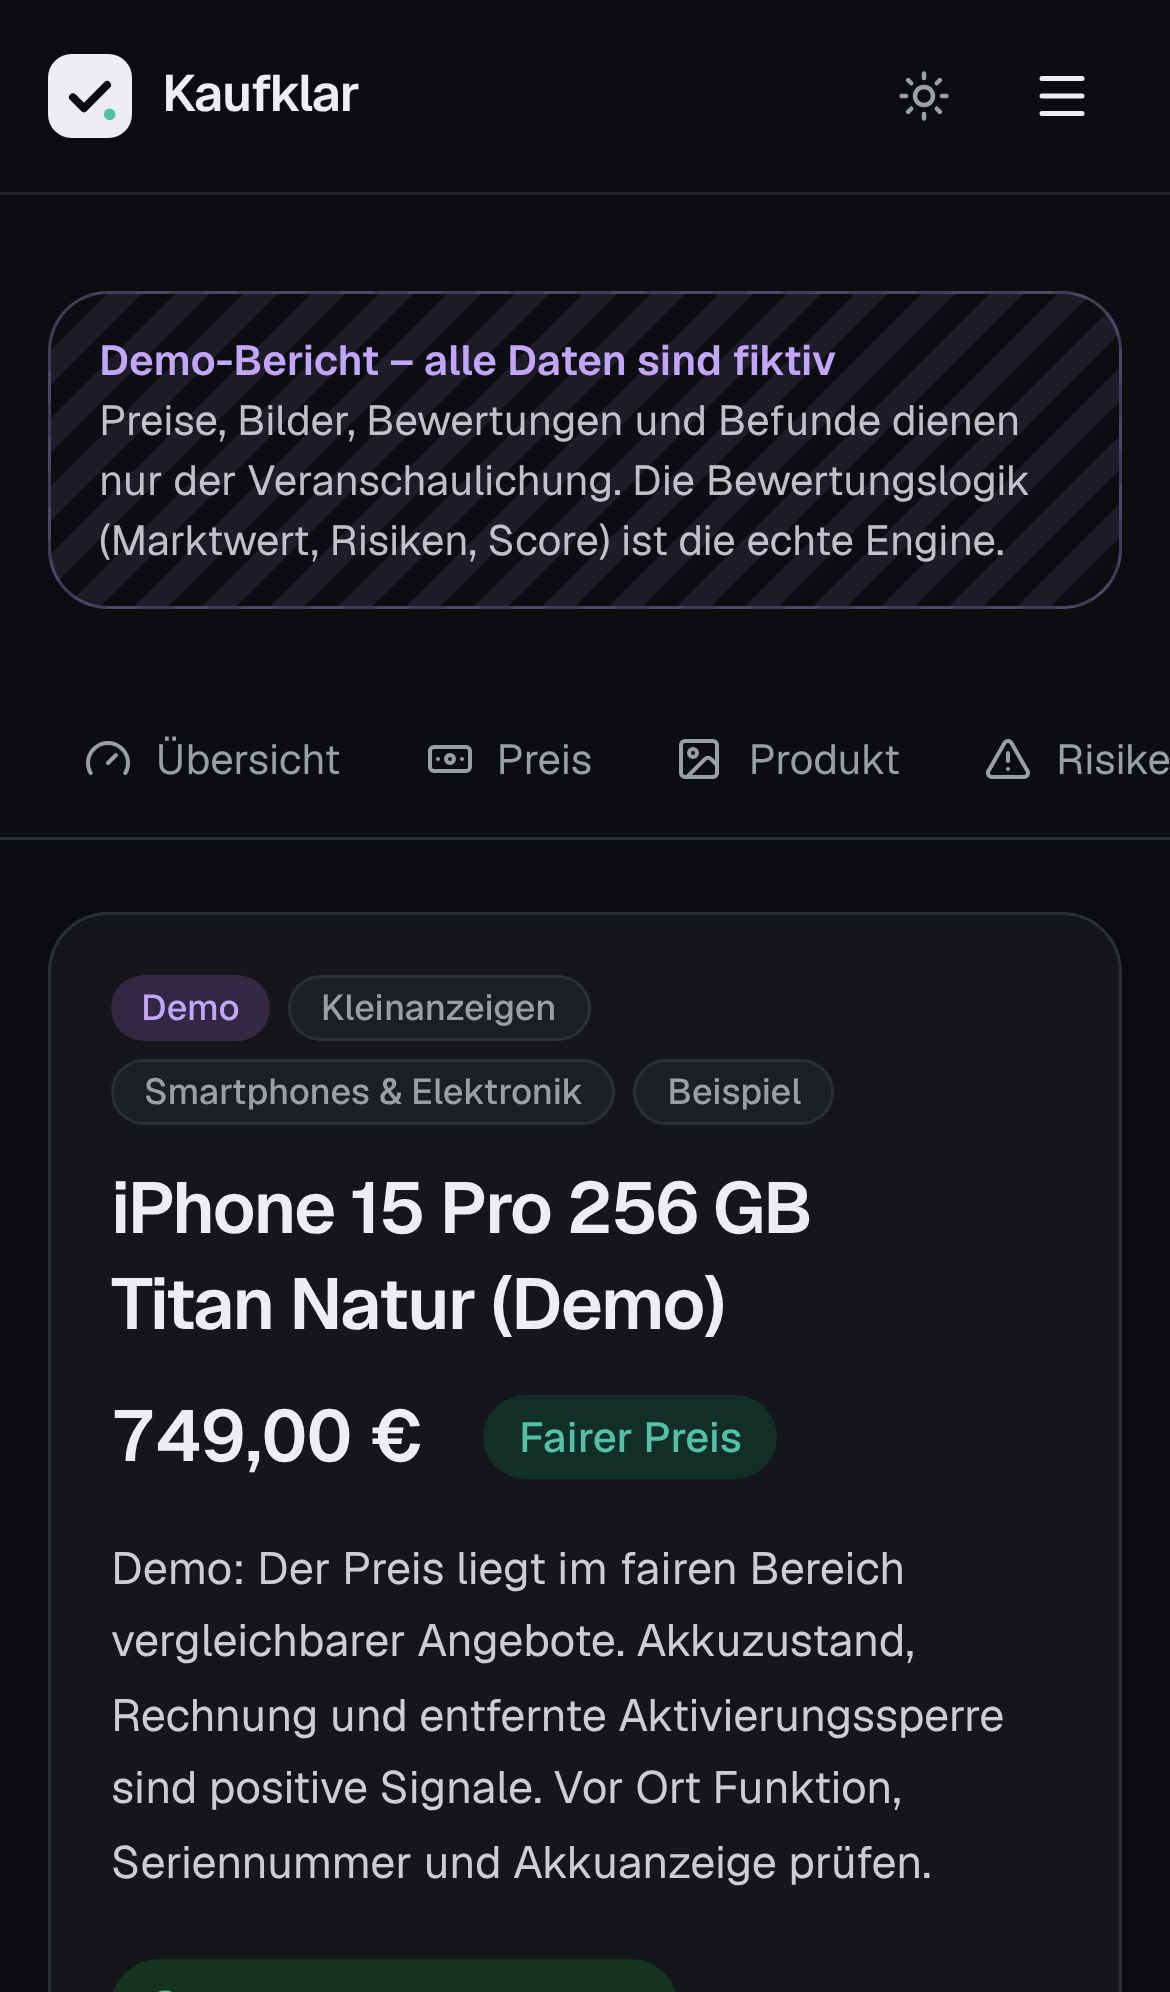 Kaufklar
Demo-Bericht – alle Daten sind fiktiv
Preise, Bilder, Bewertungen und Befunde dienen
nur der Veranschaulichung. Die Bewertungslogik
(Marktwert, Risiken, Score) ist die echte Engine.
Übersicht Preis Produkt Risike
Demo Kleinanzeigen
Smartphones & Elektronik Beispiel
iPhone 15 Pro 256 GB
Titan Natur (Demo)
749,00 € Fairer Preis
Demo: Der Preis liegt im fairen Bereich
vergleichbarer Angebote. Akkuzustand,
Rechnung und entfernte Aktivierungssperre
sind positive Signale. Vor Ort Funktion,
Seriennummer und Akkuanzeige prüfen.